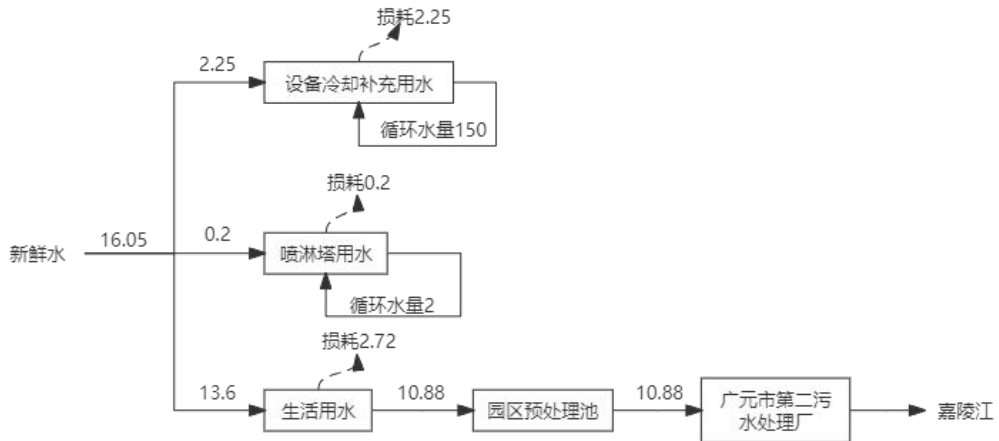 损耗2.25
2.25
设备冷却补充用水
循环水量150
损耗0.2
新鲜水
16.05
0.2
喷淋塔用水
循环水量2
损耗2.72
13.6
生活用水
10.88
园区预处理池
10.88
广元市第二污
水处理厂
嘉陵江